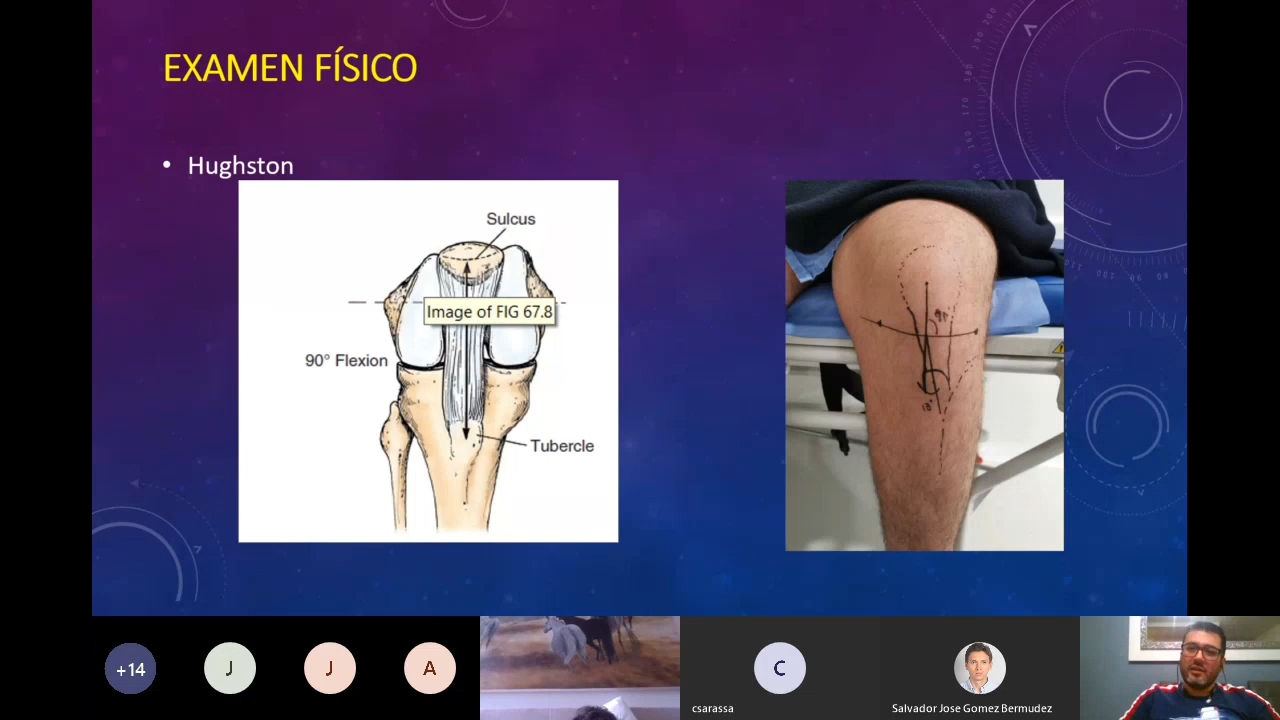 EXAMEN FÍSICO
• Hughston
Sulcus
Image of FIG 67.8
90° Flexion
Tubercle
+14
J
J
A
C
csarassa
Salvador Jose Gomez Bermudez